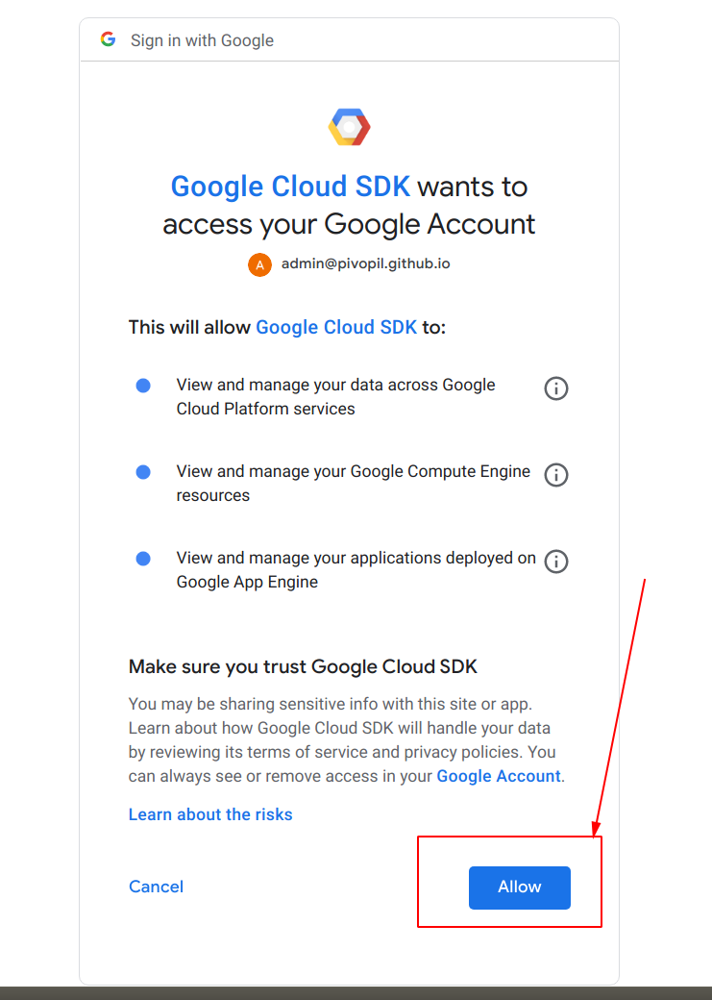 Sign in with Google
Google Cloud SDK wants to
access your Google Account
A admin@pivopil.github.io
This will allow Google Cloud SDK to:
View and manage your data across Google
Cloud Platform services
View and manage your Google Compute Engine
resources
View and manage your applications deployed on
Google App Engine
Make sure you trust Google Cloud SDK
You may be sharing sensitive info with this site or app.
Learn about how Google Cloud SDK will handle your data
by reviewing its terms of service and privacy policies. You
can always see or remove access in your Google Account.
Learn about the risks
Cancel
Allow